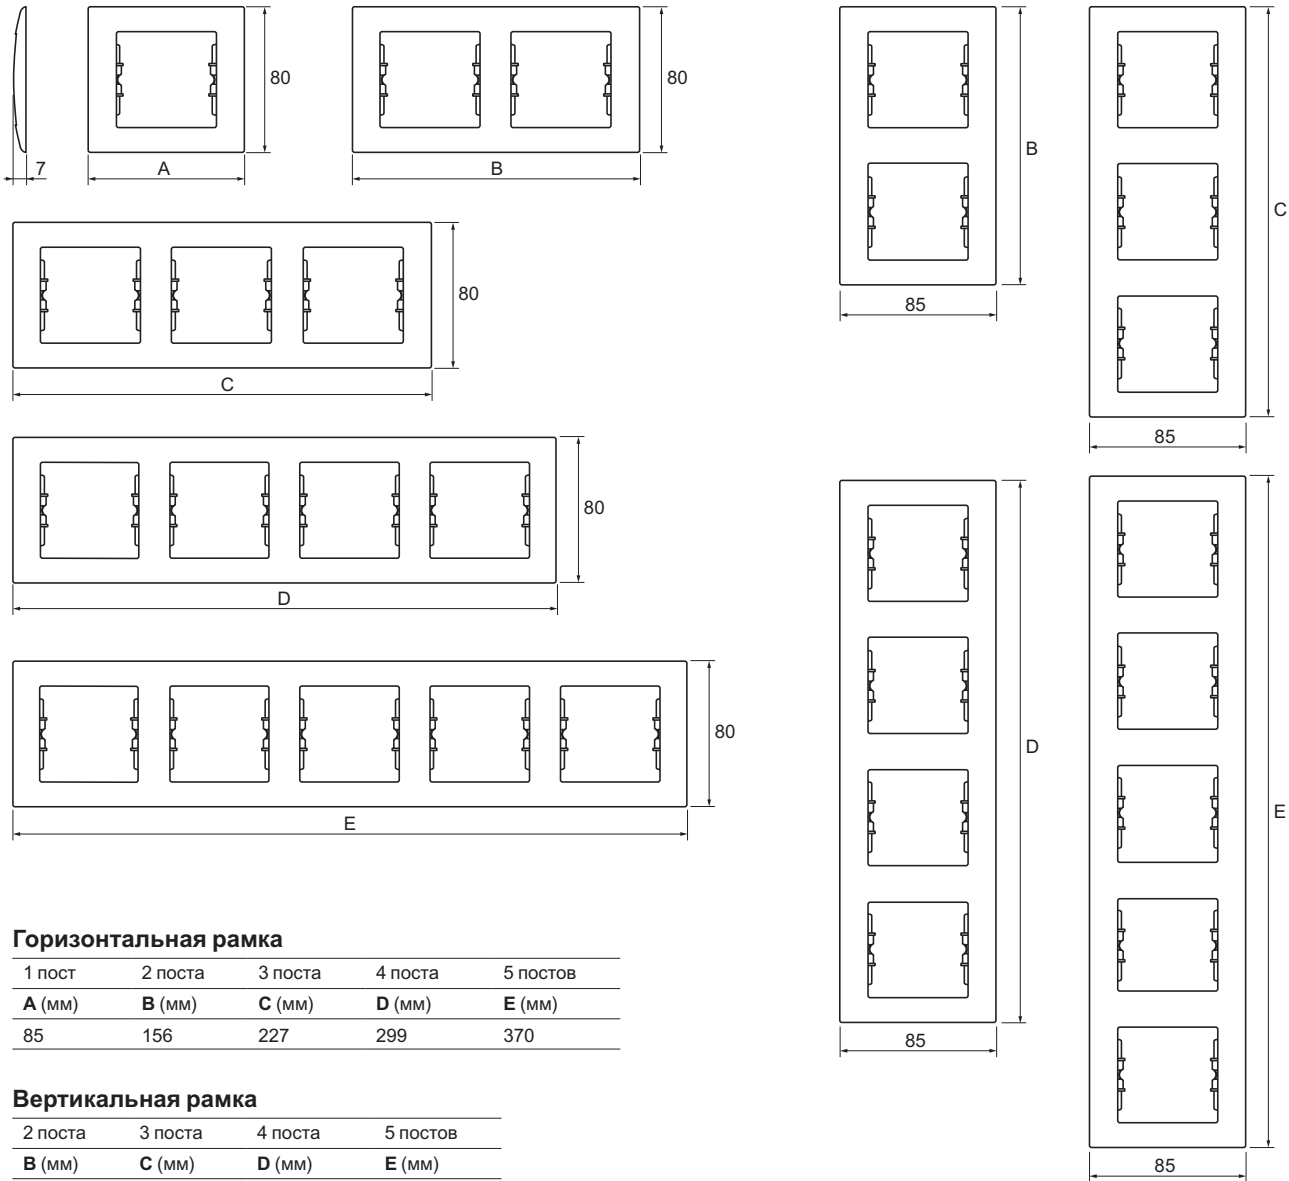 7
A
80
B
80
B
85
C
85
C
80
D
80
E
80
D
85
E
85
Горизонтальная рамка
1 пост 2 поста 3 поста 4 поста 5 постов
A (мм) B (мм) C (мм) D (мм) E (мм)
85 156 227 299 370
Вертикальная рамка
2 поста 3 поста 4 поста 5 постов
B (мм) C (мм) D (мм) E (мм)